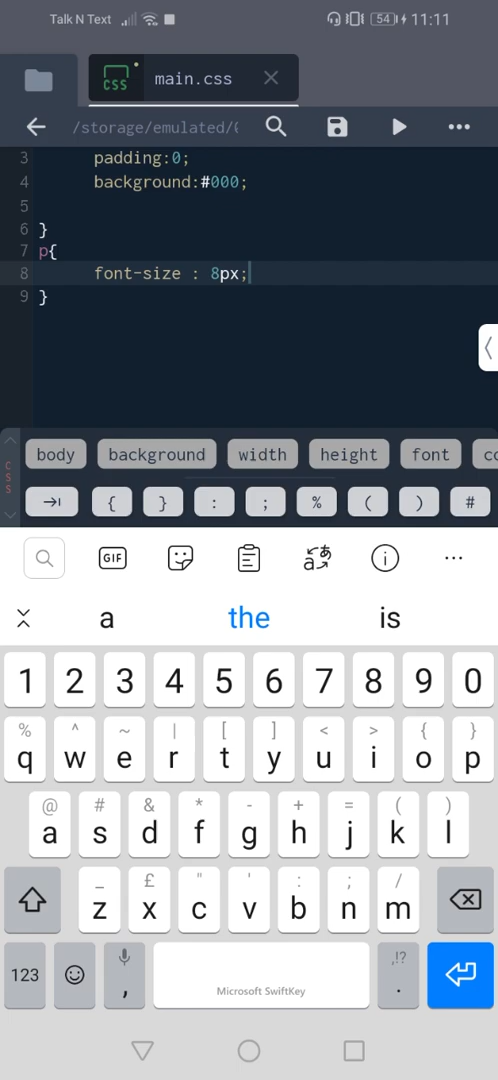 Talk N Text 54 11:11
CSS main.css
/storage/emulated/
3 padding:0;
4 background:#000;
5
6 }
7 p{
8 font-size : 8px;
9 }
CSS
body background width height font
{ } : ; % ( ) #
GIF
a the is
1 2 3 4 5 6 7 8 9 0
% ^ ~ | [ ] < > { }
q w e r t y u i o p
@ # & * - + = ( )
a s d f g h j k l
_ £ " ' : ; /
z x c v b n m
,!?
123 , Microsoft SwiftKey .